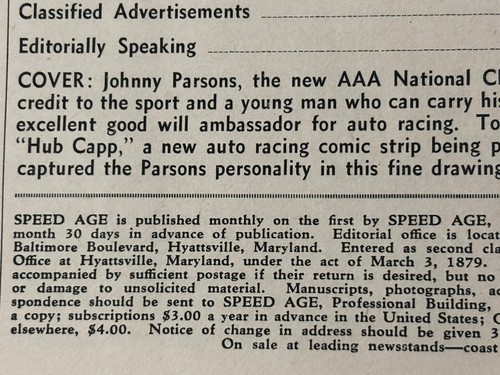 Classified Advertisements
Editorially Speaking
COVER: Johnny Parsons, the new AAA National
credit to the sport and a young man who can carry
excellent good will ambassador for auto racing.
"Hub Capp," a new auto racing comic strip being
captured the Parsons personality in this fine drawing
SPEED AGE is published monthly on the first by SPEED AGE,
month 30 days in advance of publication. Editorial office is
Baltimore Boulevard, Hyattsville, Maryland. Entered as second
Office at Hyattsville, Maryland, under the act of March 3, 1879.
accompanied by sufficient postage if their return is desired, but no
or damage to unsolicited material. Manuscripts, photographs,
spondence should be sent to SPEED AGE, Professional Building,
a copy; subscriptions $3.00 a year in advance in the United States;
elsewhere, $4.00. Notice of change in address should be given 3
On sale at leading newsstands—coast